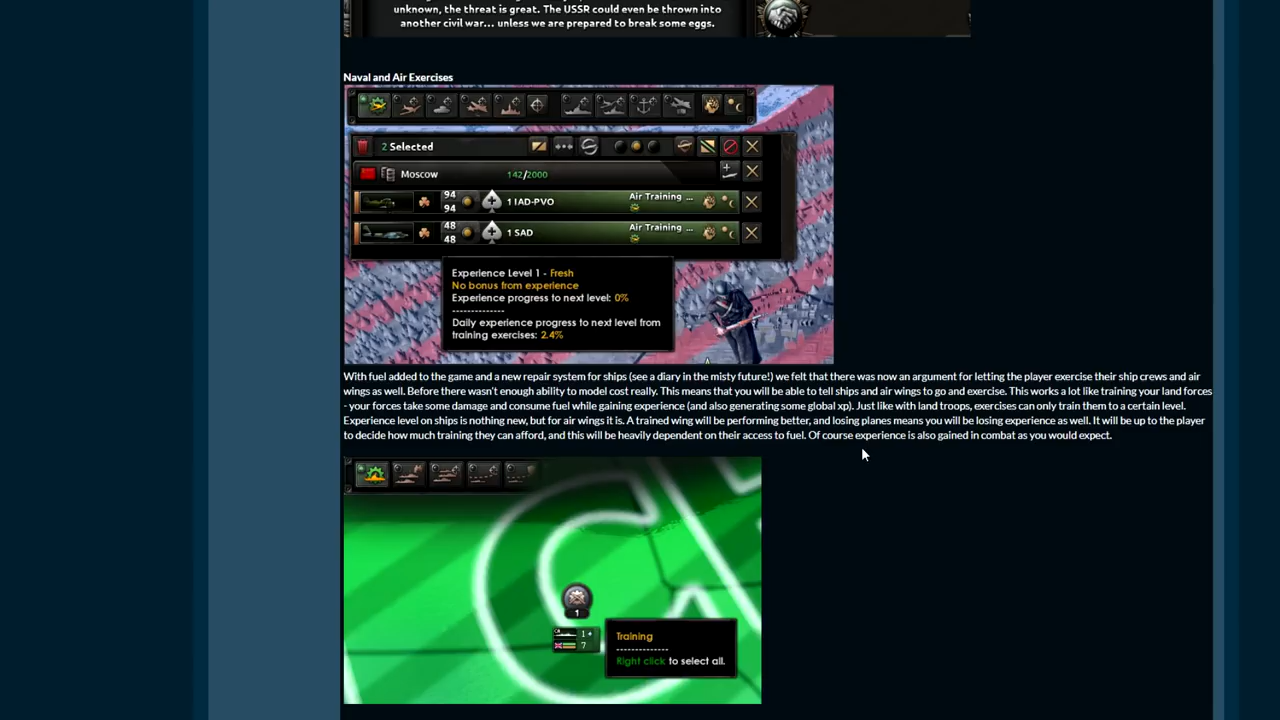 unknown, the threat is great. The USSR could even be thrown into
another civil war... unless we are prepared to break some eggs.
Naval and Air Exercises
2 Selected
Moscow 142/2000
94
94
1 IAD-PVO
Air Training ...
48
48
1 SAD
Air Training ...
Experience Level 1 - Fresh
No bonus from experience
Experience progress to next level: 0%
--------------
Daily experience progress to next level from
training exercises: 2.4%
With fuel added to the game and a new repair system for ships (see a diary in the misty future!) we felt that there was now an argument for letting the player exercise their ship crews and air
wings as well. Before there wasn't enough ability to model cost really. This means that you will be able to tell ships and air wings to go and exercise. This works a lot like training your land forces
- your forces take some damage and consume fuel while gaining experience (and also generating some global xp). Just like with land troops, exercises can only train them to a certain level.
Experience level on ships is nothing new, but for air wings it is. A trained wing will be performing better, and losing planes means you will be losing experience as well. It will be up to the player
to decide how much training they can afford, and this will be heavily dependent on their access to fuel. Of course experience is also gained in combat as you would expect.
1
1
7
Training
--------------
Right click to select all.